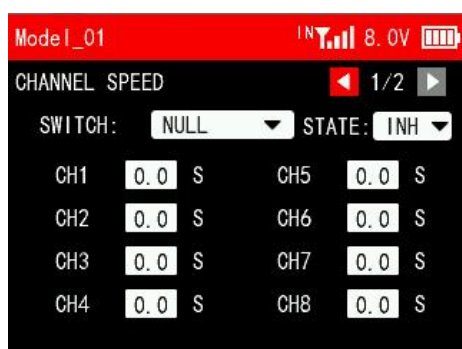 Model_01 IN 8.0V
CHANNEL SPEED 1/2
SWITCH: NULL STATE: INH
CH1 0.0 S CH5 0.0 S
CH2 0.0 S CH6 0.0 S
CH3 0.0 S CH7 0.0 S
CH4 0.0 S CH8 0.0 S